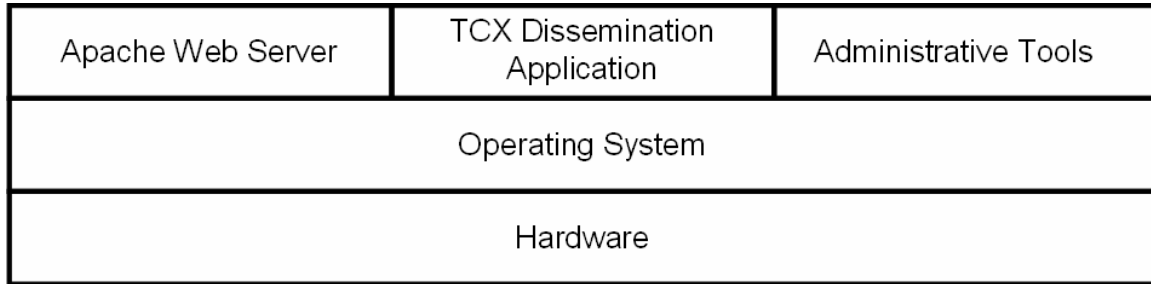 Apache Web Server
TCX Dissemination
Application
Administrative Tools
Operating System
Hardware